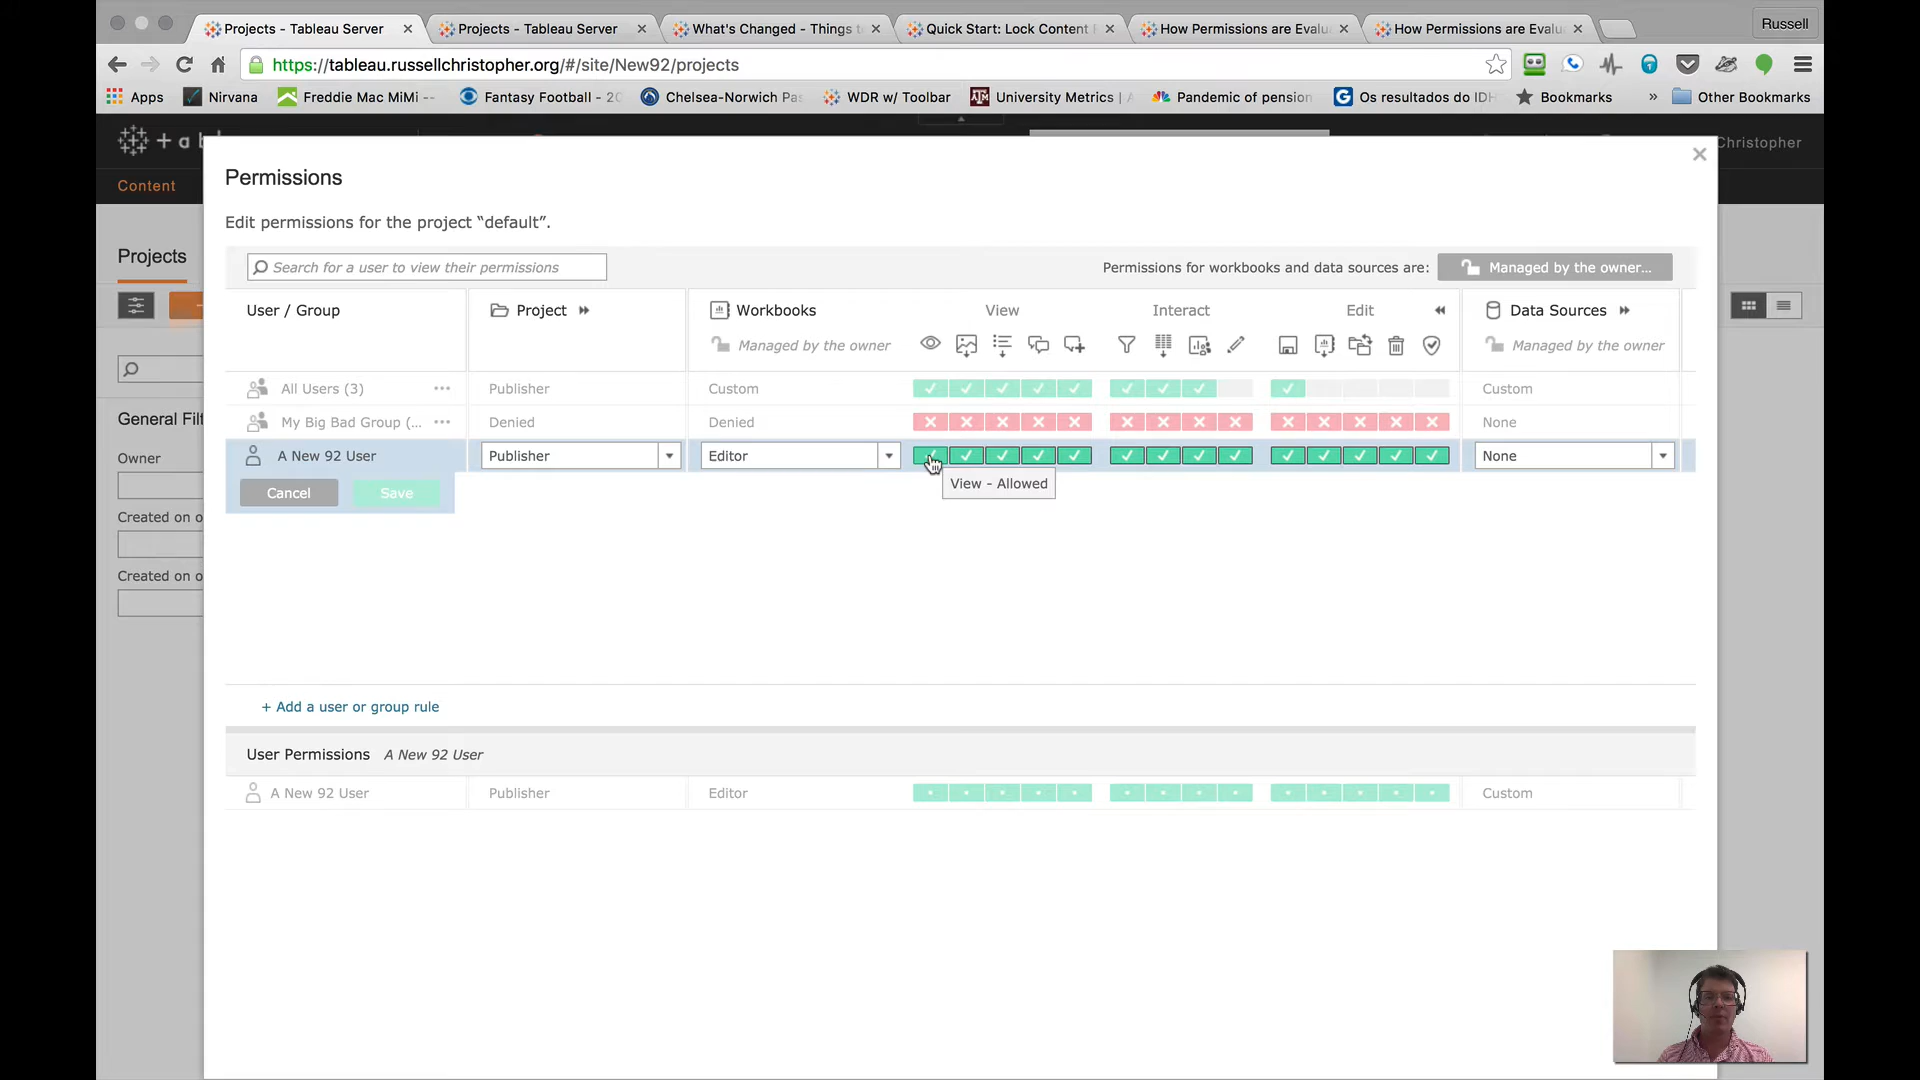 Projects - Tableau Server
Projects - Tableau Server
What's Changed - Things t
Quick Start: Lock Content P
How Permissions are Evalu
How Permissions are Evalu
Russell
https://tableau.russellchristopher.org/#/site/New92/projects
Apps
Nirvana
Freddie Mac MiMi --
Fantasy Football - 20
Chelsea-Norwich Pas
WDR w/ Toolbar
University Metrics | A
Pandemic of pension
Os resultados do IDH
Bookmarks
»
Other Bookmarks
+ a b
Christopher
Content
Permissions
Edit permissions for the project “default”.
Projects
Search for a user to view their permissions
Permissions for workbooks and data sources are:
Managed by the owner...
User / Group
Project
Workbooks
View
Interact
Edit
Data Sources
Managed by the owner
Managed by the owner
All Users (3)
Publisher
Custom
Custom
My Big Bad Group (...
Denied
Denied
None
A New 92 User
Publisher
Editor
None
Cancel
Save
View - Allowed
General Filt
Owner
Created on o
Created on o
+ Add a user or group rule
User Permissions A New 92 User
A New 92 User
Publisher
Editor
Custom